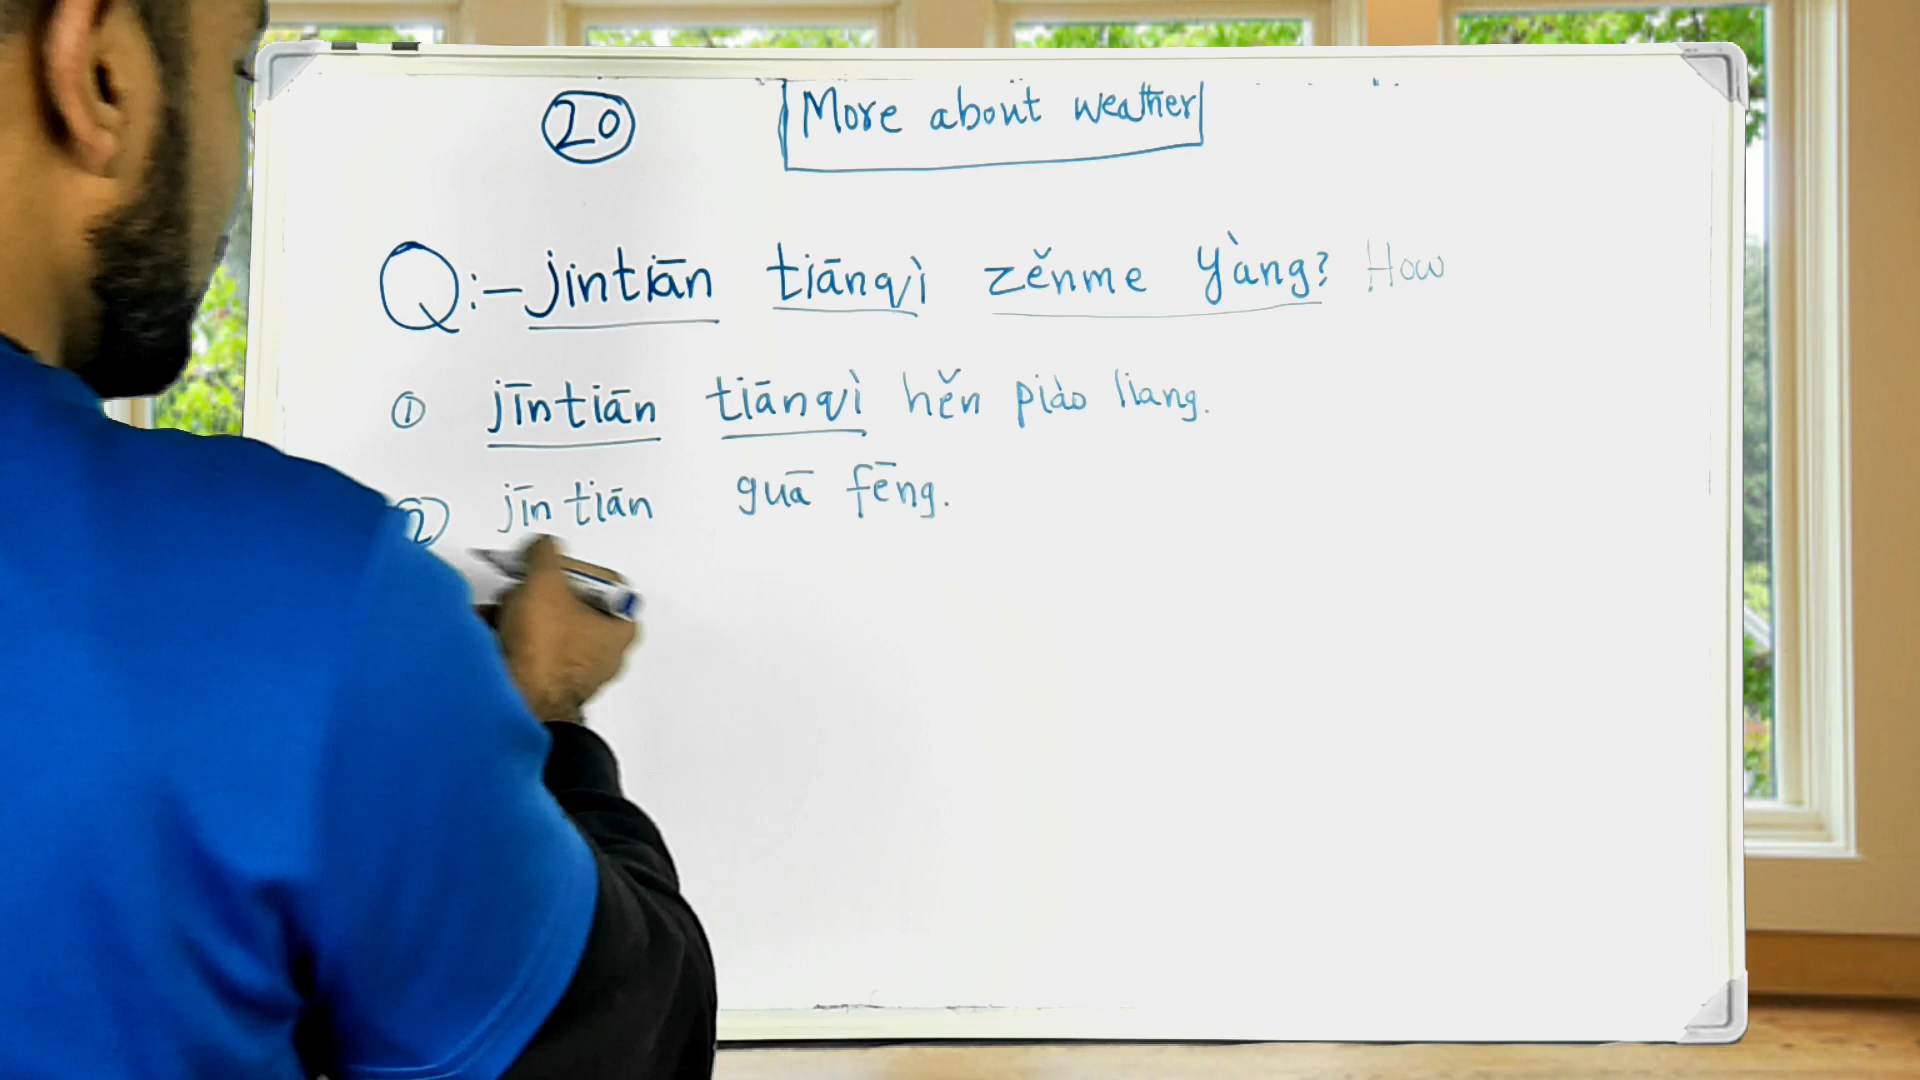 20 More about weather
Q:- jintiān tiānqì zěnme yàng? How
① jīntiān tiānqì hěn piào liang.
② jīn tiān guā fēng.